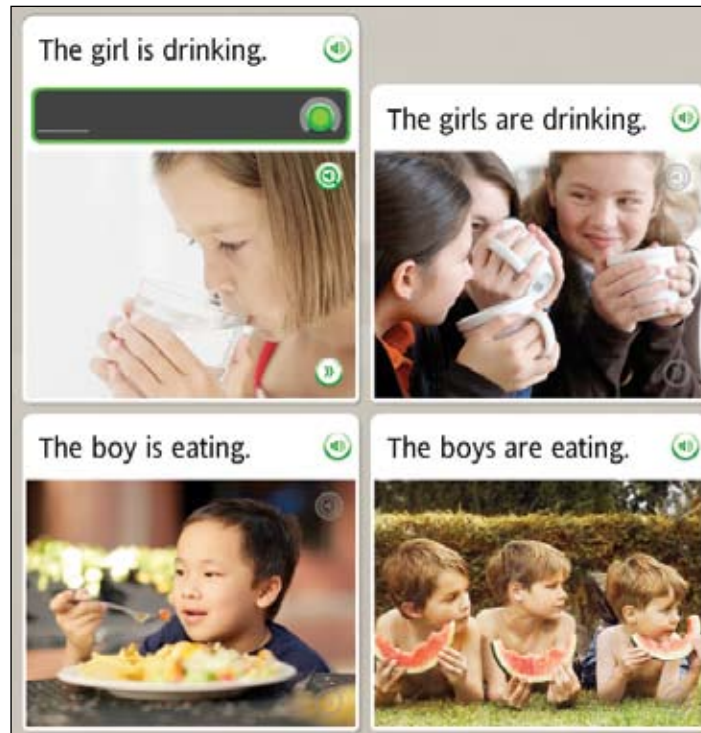 The girl is drinking.
The girls are drinking.
The boy is eating.
The boys are eating.